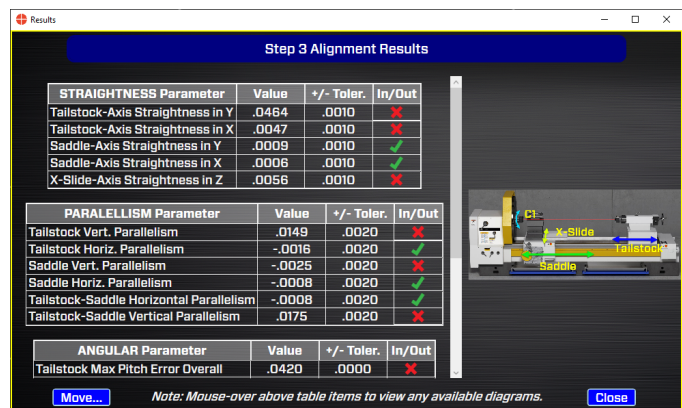 Results
Step 3 Alignment Results
STRAIGHTNESS Parameter Value +/- Toler. In/Out
Tailstock-Axis Straightness in Y .0464 .0010
Tailstock-Axis Straightness in X .0047 .0010
Saddle-Axis Straightness in Y .0009 .0010
Saddle-Axis Straightness in X .0006 .0010
X-Slide-Axis Straightness in Z .0056 .0010
PARALELLISM Parameter Value +/- Toler. In/Out
Tailstock Vert. Parallelism .0149 .0020
Tailstock Horiz. Parallelism -.0016 .0020
Saddle Vert. Parallelism -.0025 .0020
Saddle Horiz. Parallelism -.0008 .0020
Tailstock-Saddle Horizontal Parallelism -.0008 .0020
Tailstock-Saddle Vertical Parallelism .0175 .0020
ANGULAR Parameter Value +/- Toler. In/Out
Tailstock Max Pitch Error Overall .0420 .0000
C1
X-Slide
Tailstock
Saddle
Move...
Note: Mouse-over above table items to view any available diagrams.
Close